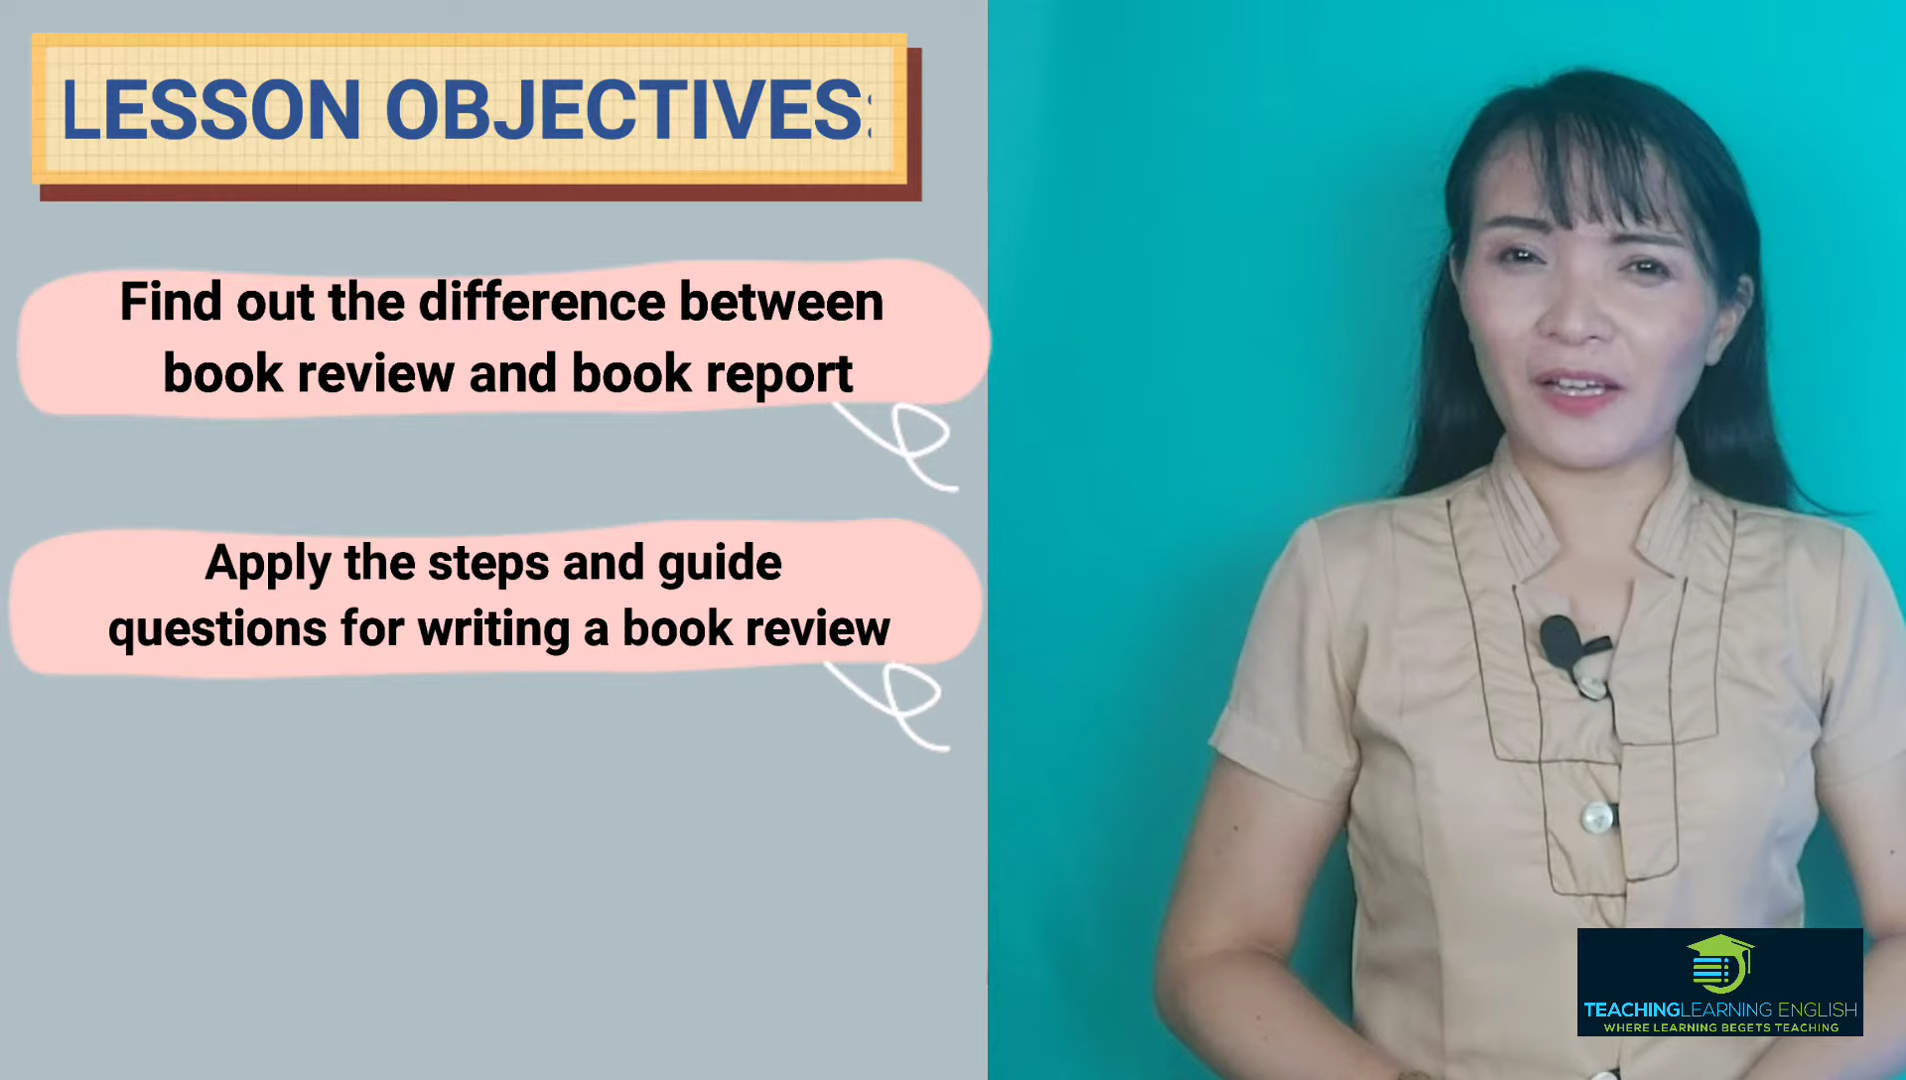 LESSON OBJECTIVES:
Find out the difference between
book review and book report
Apply the steps and guide
questions for writing a book review
TEACHINGLEARNING ENGLISH
WHERE LEARNING BEGETS TEACHING